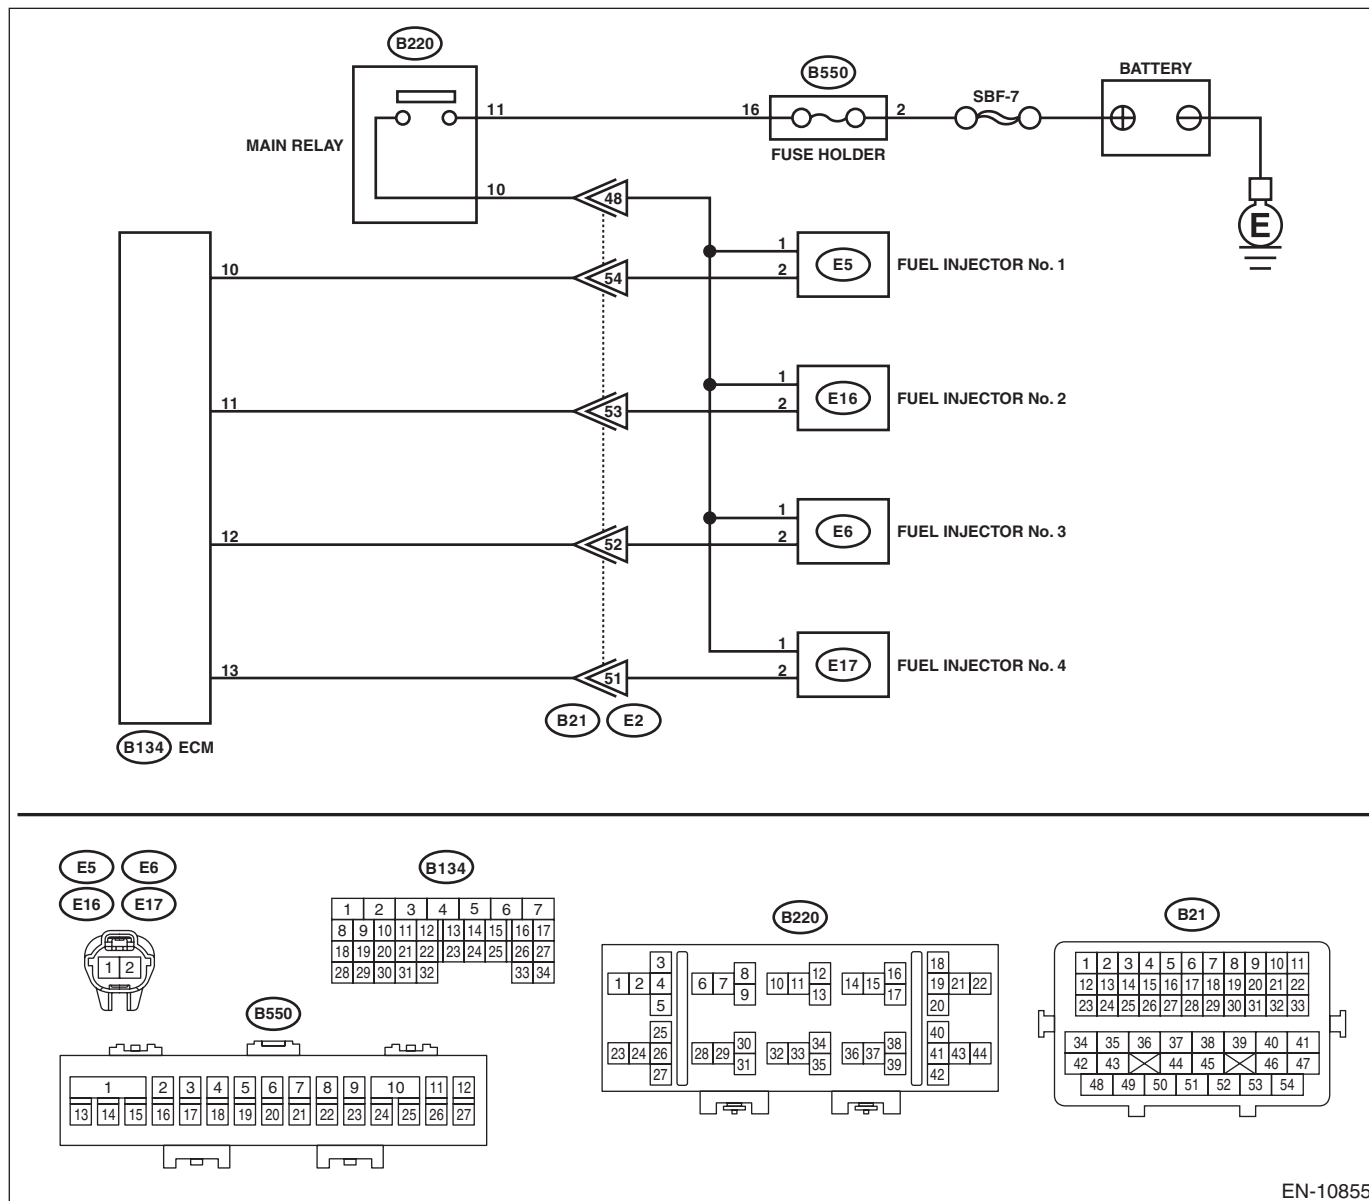 B220
B550
BATTERY
SBF-7
11
16
2
MAIN RELAY
FUSE HOLDER
10
48
E
10
54
1
2
E5
FUEL INJECTOR No. 1
11
53
1
2
E16
FUEL INJECTOR No. 2
12
52
1
2
E6
FUEL INJECTOR No. 3
13
51
1
2
E17
FUEL INJECTOR No. 4
B21 E2
B134 ECM
E5 E6
E16 E17
1 2
B134
1 2 3 4 5 6 7
8 9 10 11 12 13 14 15 16 17
18 19 20 21 22 23 24 25 26 27
28 29 30 31 32 33 34
B220
3 8 12 16 18
1 2 4 6 7 10 11 14 15 19 21 22
5 9 13 17 20
25 30 34 38 40
23 24 26 28 29 32 33 36 37 41 43 44
27 31 35 39 42
B21
1 2 3 4 5 6 7 8 9 10 11
12 13 14 15 16 17 18 19 20 21 22
23 24 25 26 27 28 29 30 31 32 33
34 35 36 37 38 39 40 41
42 43 44 45 46 47
48 49 50 51 52 53 54
B550
1 2 3 4 5 6 7 8 9 10 11 12
13 14 15 16 17 18 19 20 21 22 23 24 25 26 27
EN-10855